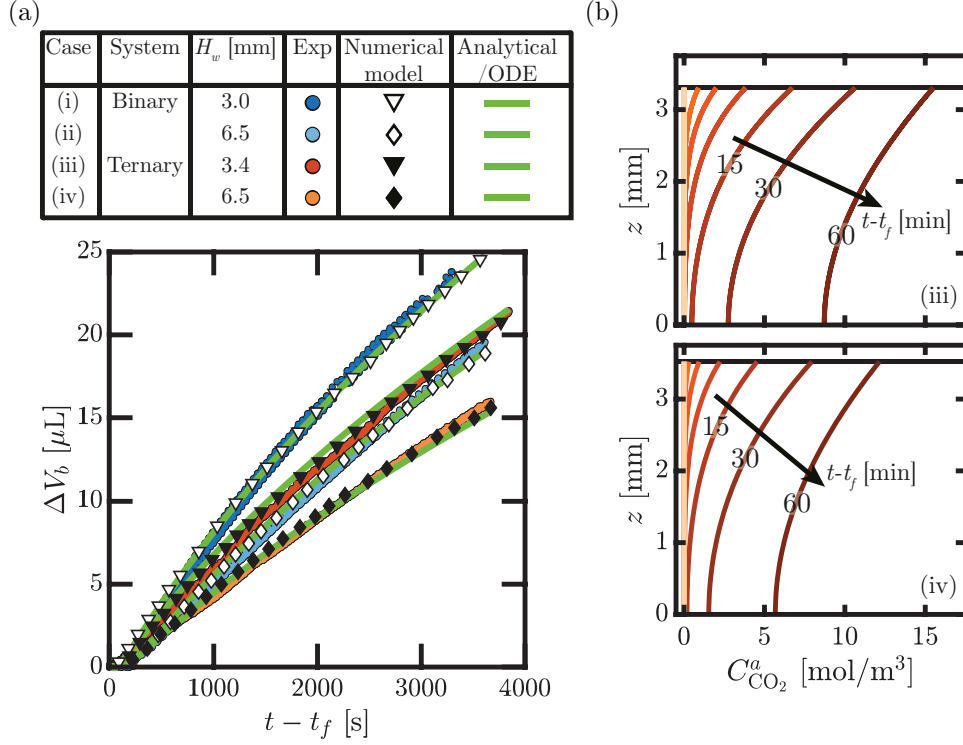 (a)
Case System H_w [mm] Exp Numerical model Analytical /ODE
(i) Binary 3.0
(ii) 6.5
(iii) Ternary 3.4
(iv) 6.5
25
20
15
10
5
0
ΔV_b [μL]
0 1000 2000 3000 4000
t − t_f [s]
(b)
3
2
1
0
z [mm]
15
30
60
t-t_f [min]
(iii)
3
2
1
0
z [mm]
15
30
60
t-t_f [min]
(iv)
0 5 10 15
C^a_{CO_2} [mol/m^3]